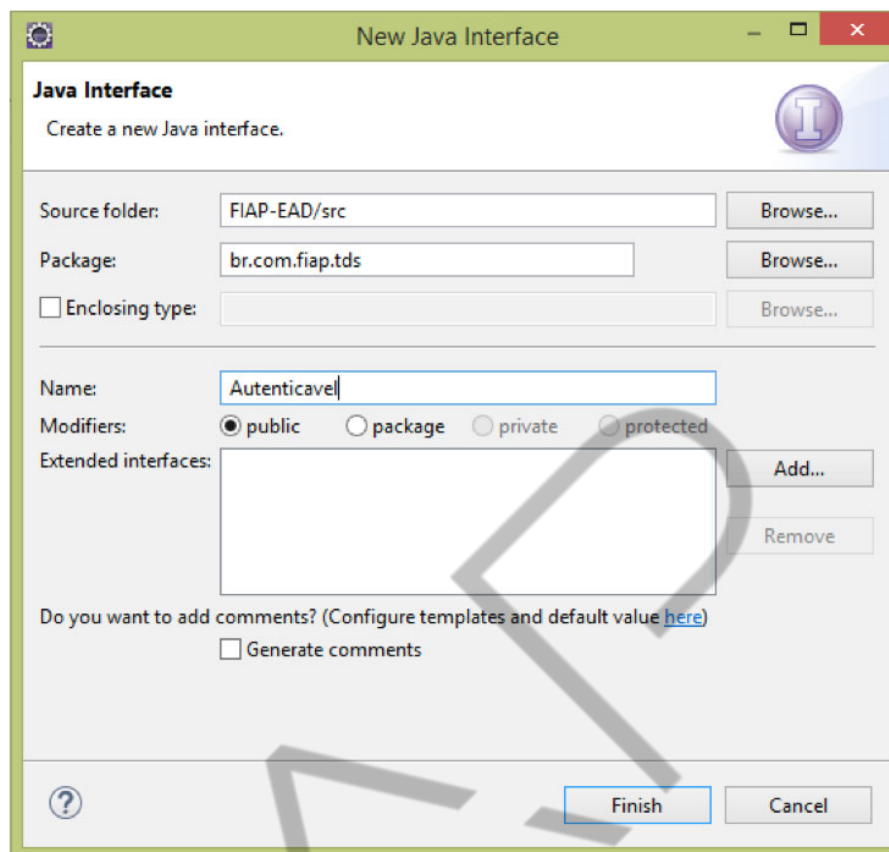 New Java Interface
Java Interface
Create a new Java interface.
Source folder: FIAP-EAD/src Browse...
Package: br.com.fiap.tds Browse...
Enclosing type: Browse...
Name: Autenticavel
Modifiers: public package private protected
Extended interfaces: Add...
Remove
Do you want to add comments? (Configure templates and default value here)
Generate comments
Finish Cancel